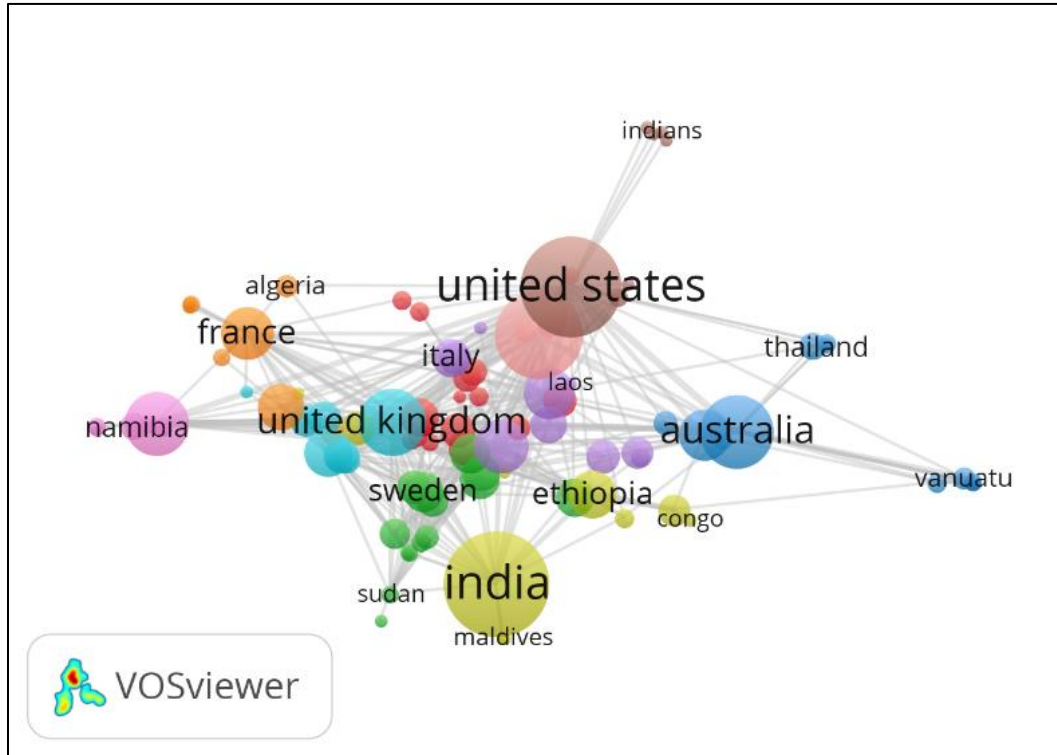 indians
united states
algeria
france
italy
thailand
laos
namibia
united kingdom
australia
sweden
ethiopia
vanuatu
congo
india
sudan
maldives
VOSviewer